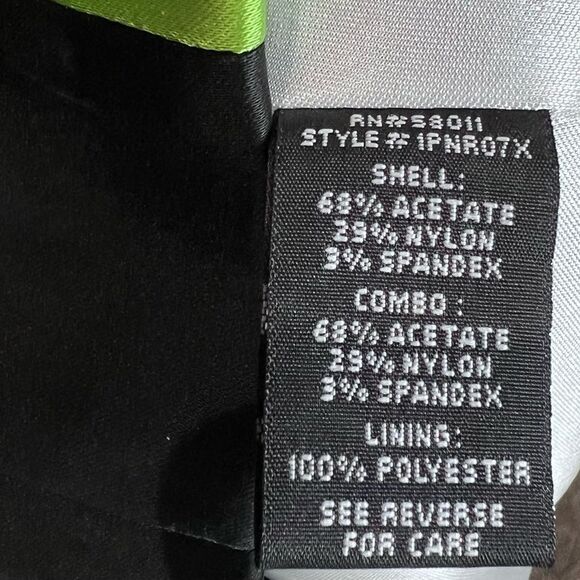 RN#58011
STYLE # 1PNR07X
SHELL:
68% ACETATE
29% NYLON
3% SPANDEX
COMBO :
68% ACETATE
29% NYLON
3% SPANDEX
LINING:
100% POLYESTER
SEE REVERSE
FOR CARE